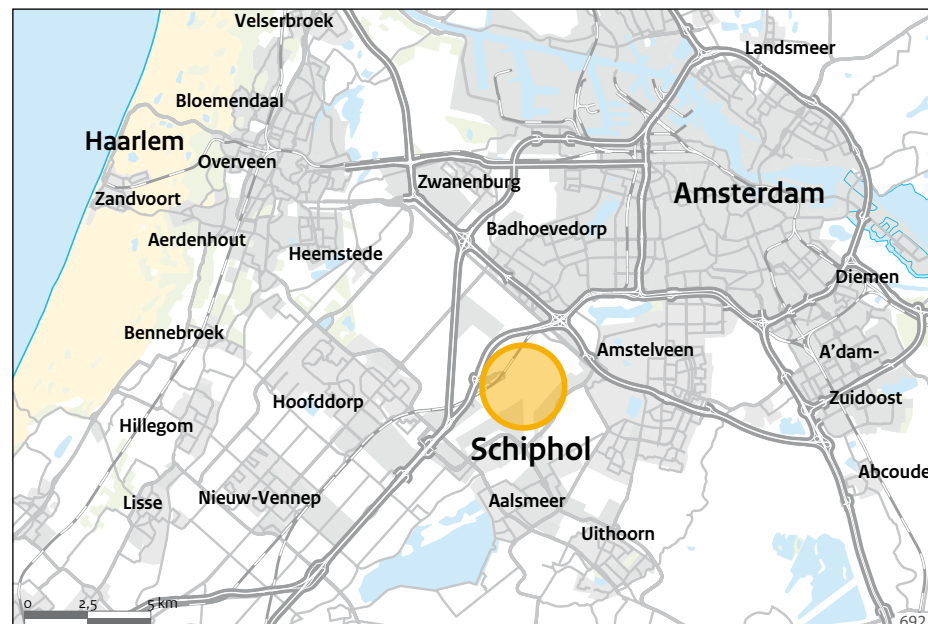 Velserbroek
Landsmeer
Bloemendaal
Haarlem
Overveen
Zwanenburg
Amsterdam
Zandvoort
Badhoevedorp
Aerdenhout
Heemstede
Diemen
Bennebroek
Amstelveen
A'dam-
Zuidoost
Hoofddorp
Hillegom
Schiphol
Abcoude
Lisse
Nieuw-Vennep
Aalsmeer
Uithoorn
0 2,5 5 km
692